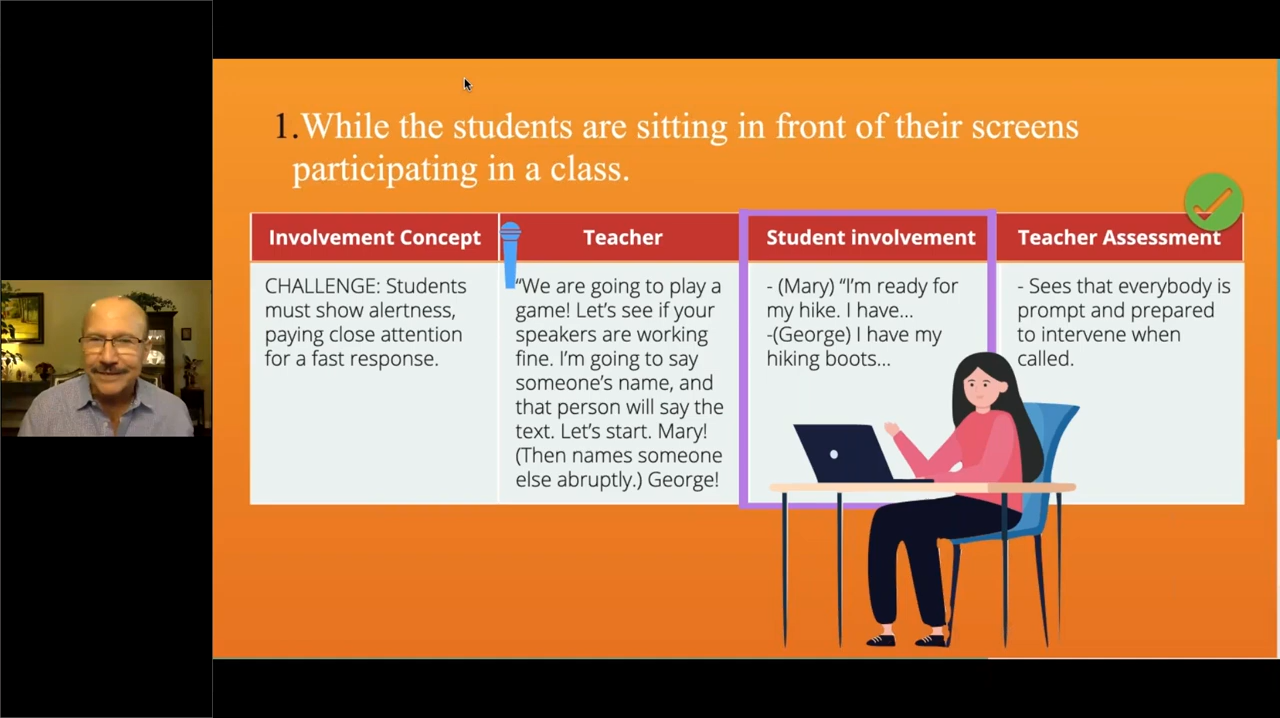 1.While the students are sitting in front of their screens
participating in a class.
Involvement Concept
Teacher
Student involvement
Teacher Assessment
CHALLENGE: Students
must show alertness,
paying close attention
for a fast response.
“We are going to play a
game! Let’s see if your
speakers are working
fine. I’m going to say
someone’s name, and
that person will say the
text. Let’s start. Mary!
(Then names someone
else abruptly.) George!
- (Mary) “I’m ready for
my hike. I have...
-(George) I have my
hiking boots...
- Sees that everybody is
prompt and prepared
to intervene when
called.